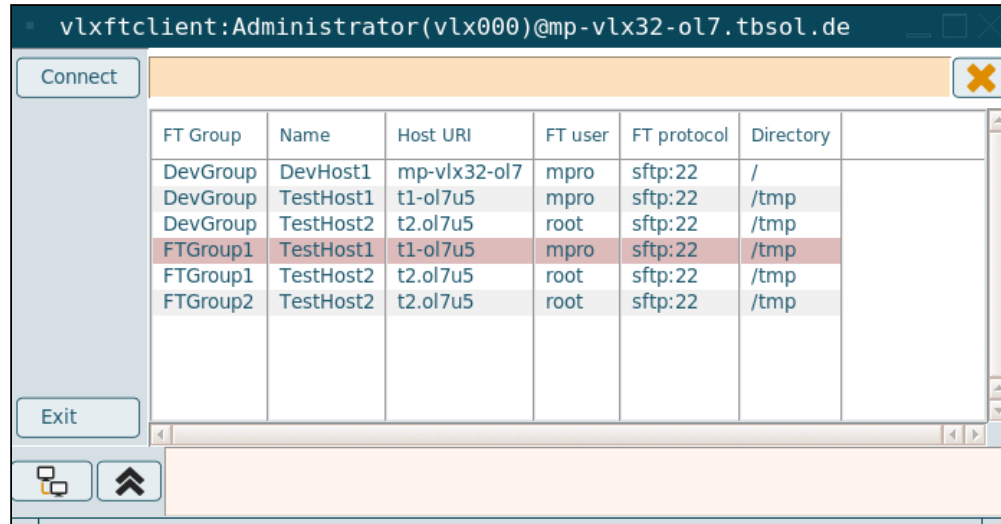 vlxftclient:Administrator(vlx000)@mp-vlx32-ol7.tbsol.de
Connect
FT Group Name Host URI FT user FT protocol Directory
DevGroup DevHost1 mp-vlx32-ol7 mpro sftp:22 /
DevGroup TestHost1 t1-ol7u5 mpro sftp:22 /tmp
DevGroup TestHost2 t2.ol7u5 root sftp:22 /tmp
FTGroup1 TestHost1 t1-ol7u5 mpro sftp:22 /tmp
FTGroup1 TestHost2 t2.ol7u5 root sftp:22 /tmp
FTGroup2 TestHost2 t2.ol7u5 root sftp:22 /tmp
Exit